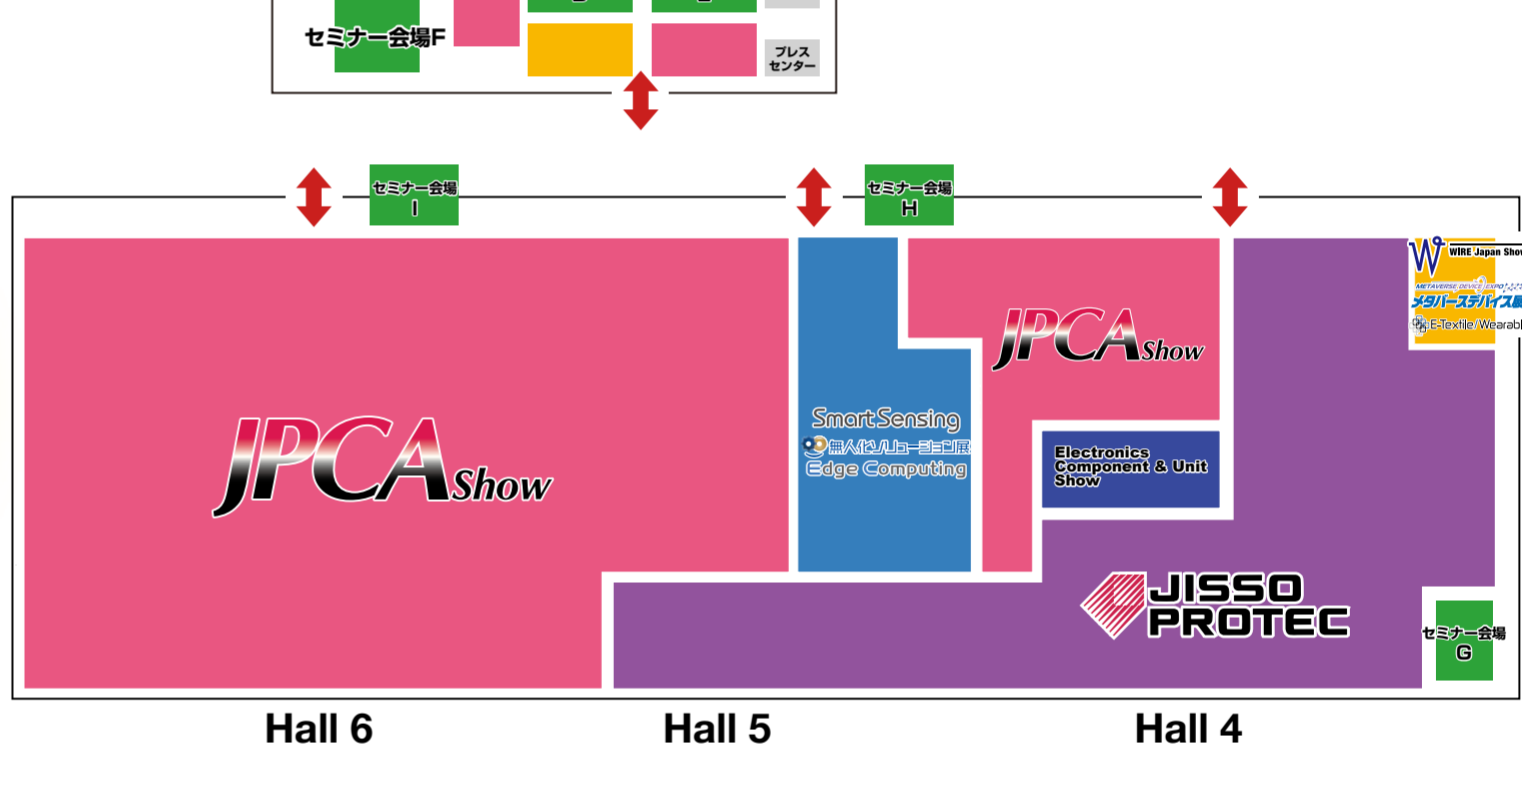 セミナー会場F
プレス
センター
セミナー会場
I
セミナー会場
H
WIRE Japan Show
METAVERSE DEVICE EXPO
メタバースデバイス展
E-Textile/Wearabl
JPCA Show
JPCA Show
Smart Sensing
無人化ソリューション展
Edge Computing
Electronics
Component & Unit
Show
JISSO
PROTEC
セミナー会場
G
Hall 6
Hall 5
Hall 4